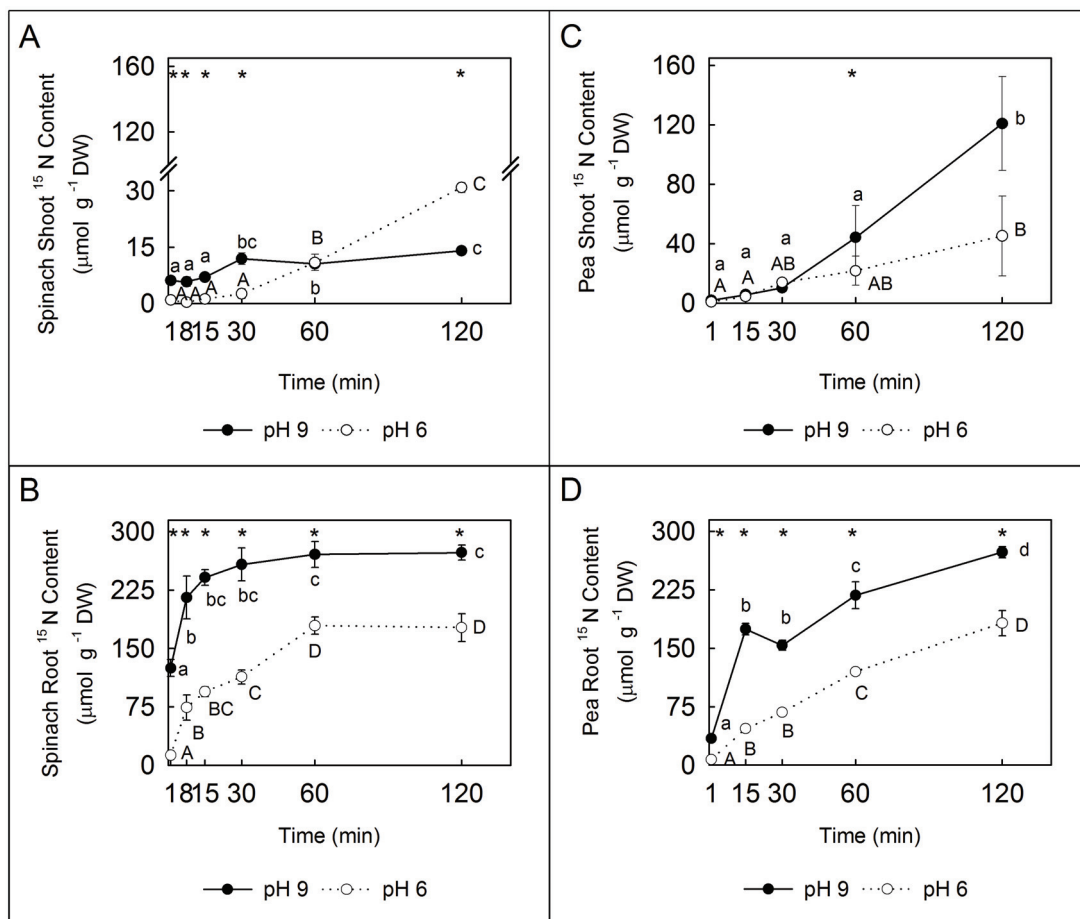 A
Spinach Shoot ¹⁵ N Content
(µmol g ⁻¹ DW)
160
120
30
15
0
* * * * *
a a a bc B C
A A A A b c
1 8 15 30 60 120
Time (min)
pH 9 pH 6
C
Pea Shoot ¹⁵ N Content
(µmol g ⁻¹ DW)
160
120
80
40
0
*
b
a a a a B
A A AB AB
1 15 30 60 120
Time (min)
pH 9 pH 6
B
Spinach Root ¹⁵ N Content
(µmol g ⁻¹ DW)
300
225
150
75
0
* * * * * *
a b bc bc c c
A B BC C D D
1 8 15 30 60 120
Time (min)
pH 9 pH 6
D
Pea Root ¹⁵ N Content
(µmol g ⁻¹ DW)
300
225
150
75
0
* * * * *
a b b c d
A B B C D
1 15 30 60 120
Time (min)
pH 9 pH 6